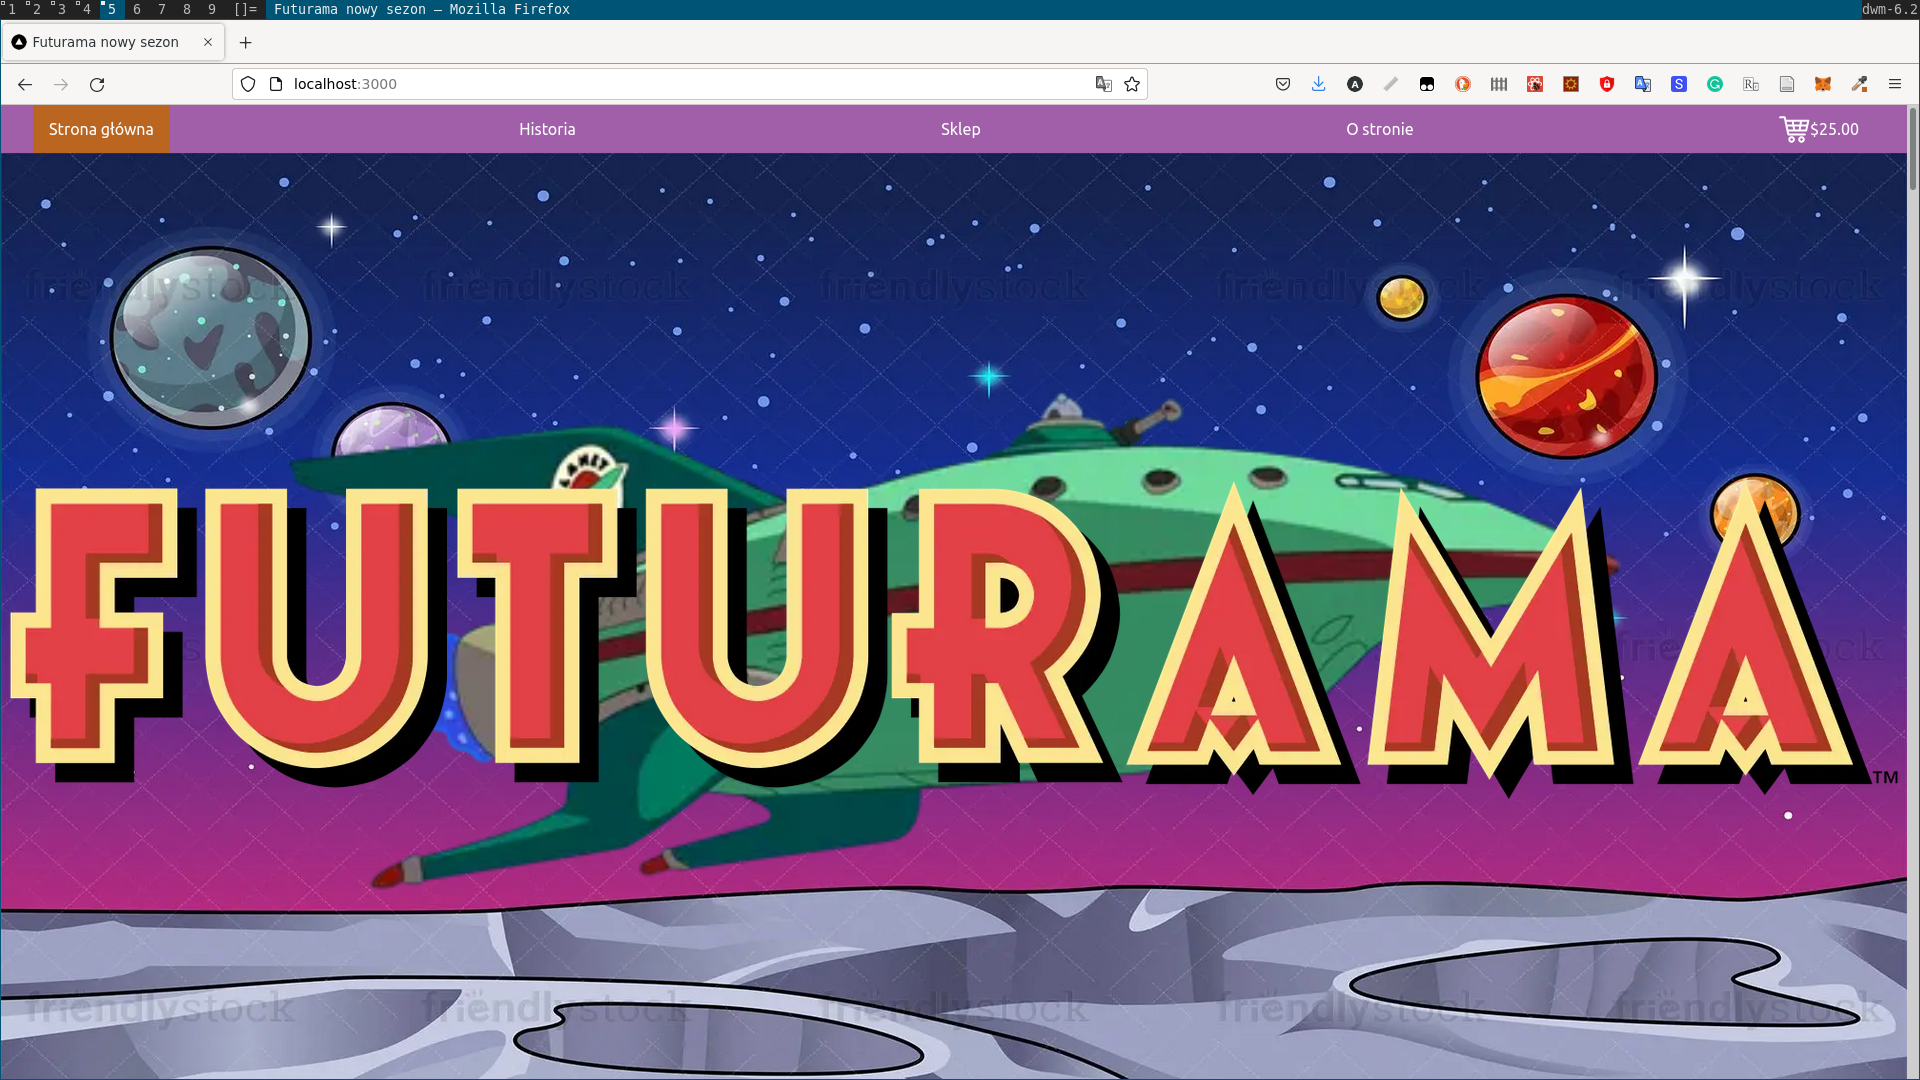 1 2 3 4 5 6 7 8 9 []= Futurama nowy sezon — Mozilla Firefox dwm-6.2
Futurama nowy sezon
localhost:3000
Strona główna Historia Sklep O stronie $25.00
friendlystock friendlystock friendlystock friendlystock friendlystock
PLANET
FUTURAMA™
friendlystock friendlystock friendlystock friendlystock friendlystock